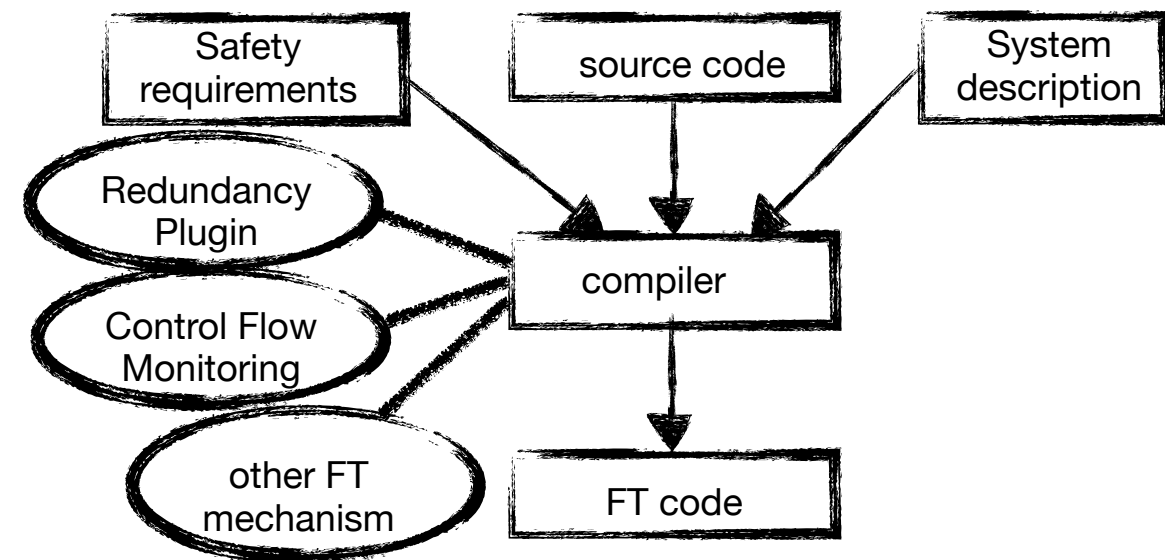 Safety
requirements
source code
System
description
Redundancy
Plugin
compiler
Control Flow
Monitoring
other FT
mechanism
FT code